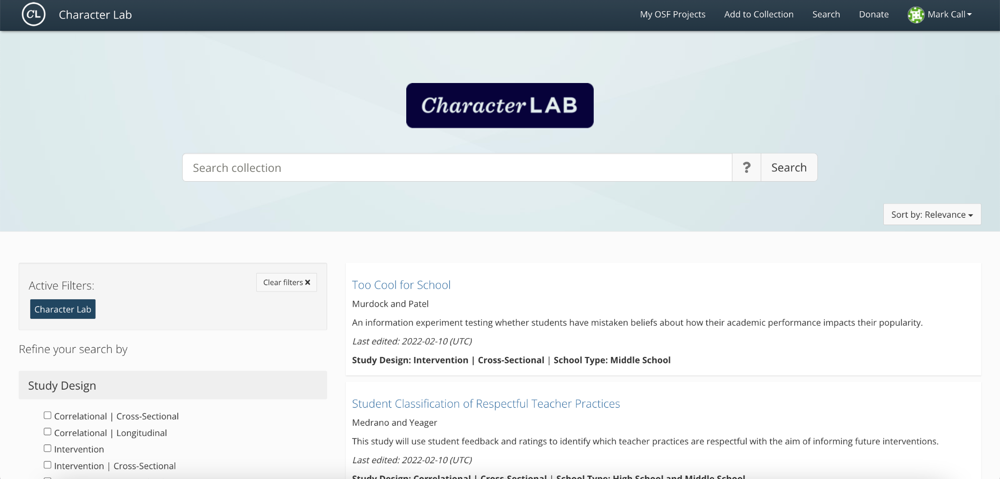 CL Character Lab My OSF Projects Add to Collection Search Donate Mark Call
Character LAB
Search collection ? Search
Sort by: Relevance
Active Filters: Clear filters ✖
Character Lab
Refine your search by
Study Design
Correlational | Cross-Sectional
Correlational | Longitudinal
Intervention
Intervention | Cross-Sectional
Too Cool for School
Murdock and Patel
An information experiment testing whether students have mistaken beliefs about how their academic performance impacts their popularity.
Last edited: 2022-02-10 (UTC)
Study Design: Intervention | Cross-Sectional | School Type: Middle School
Student Classification of Respectful Teacher Practices
Medrano and Yeager
This study will use student feedback and ratings to identify which teacher practices are respectful with the aim of informing future interventions.
Last edited: 2022-02-10 (UTC)
Study Design: Correlational | Cross-Sectional | School Type: High School and Middle School